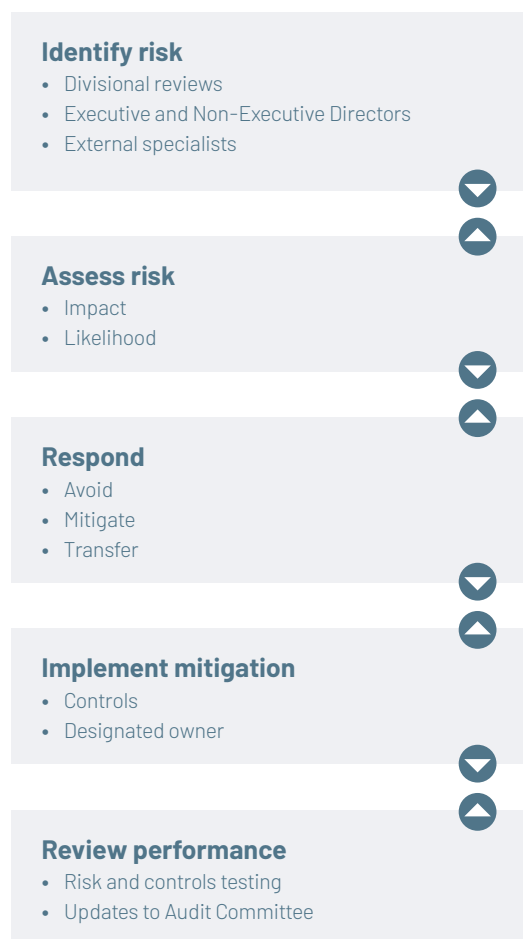 Identify risk
• Divisional reviews
• Executive and Non-Executive Directors
• External specialists
Assess risk
• Impact
• Likelihood
Respond
• Avoid
• Mitigate
• Transfer
Implement mitigation
• Controls
• Designated owner
Review performance
• Risk and controls testing
• Updates to Audit Committee